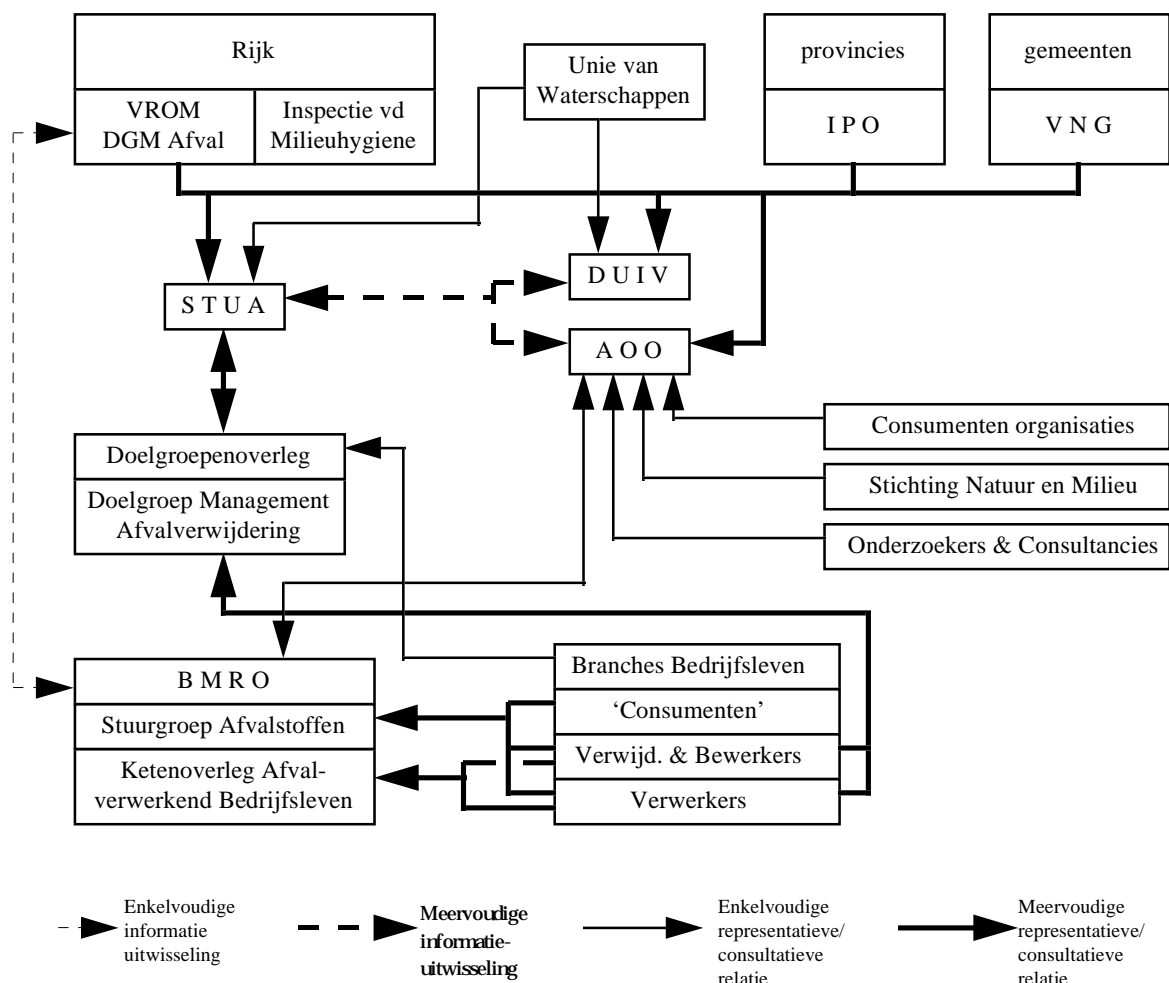 Rijk
VROM
DGM Afval
Inspectie vd
Milieuhygiene
Unie van
Waterschappen
provincies
I P O
gemeenten
V N G
S T U A
D U I V
A O O
Consumenten organisaties
Stichting Natuur en Milieu
Onderzoekers & Consultancies
Doelgroepenoverleg
Doelgroep Management
Afvalverwijdering
B M R O
Stuurgroep Afvalstoffen
Ketenoverleg Afval-
verwerkend Bedrijfsleven
Branches Bedrijfsleven
‘Consumenten’
Verwijd. & Bewerkers
Verwerkers
Enkelvoudige
informatie
uitwisseling
Meervoudige
informatie-
uitwisseling
Enkelvoudige
representatieve/
consultatieve
relatie
Meervoudige
representatieve/
consultatieve
relatie